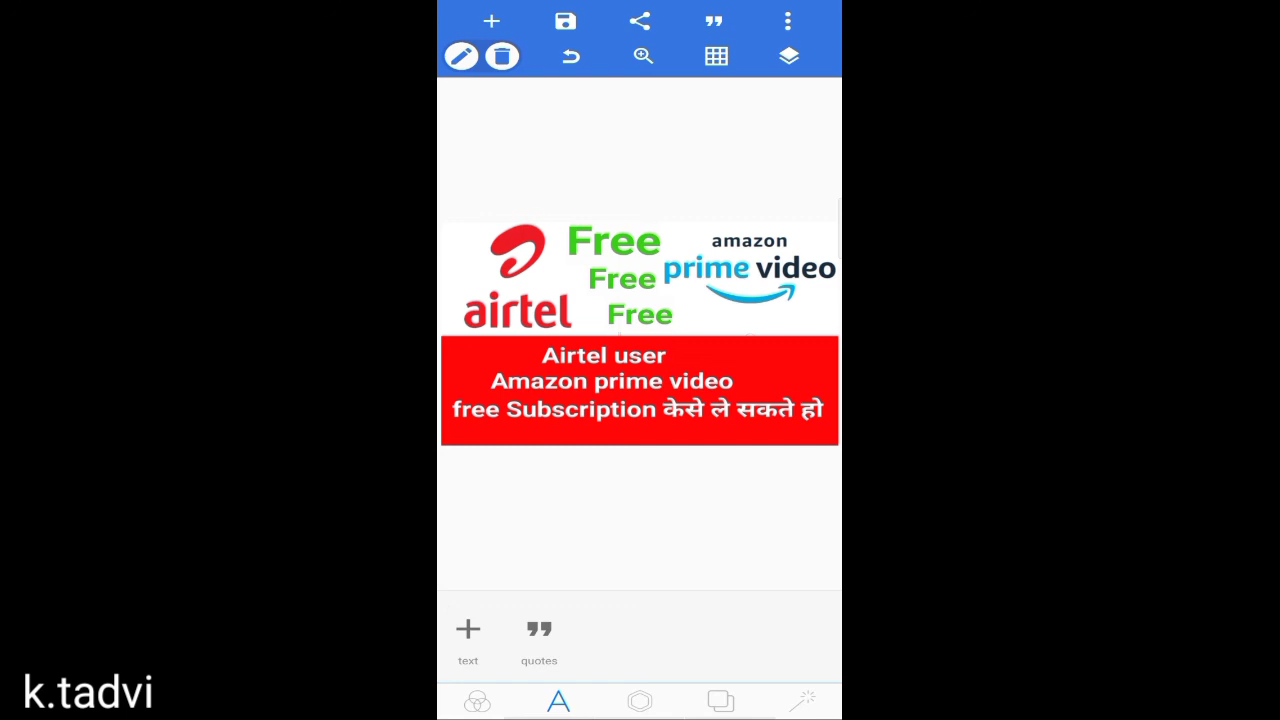 airtel
Free
Free
Free
amazon
prime video
Airtel user
Amazon prime video
free Subscription केसे ले सकते हो
text
quotes
k.tadvi